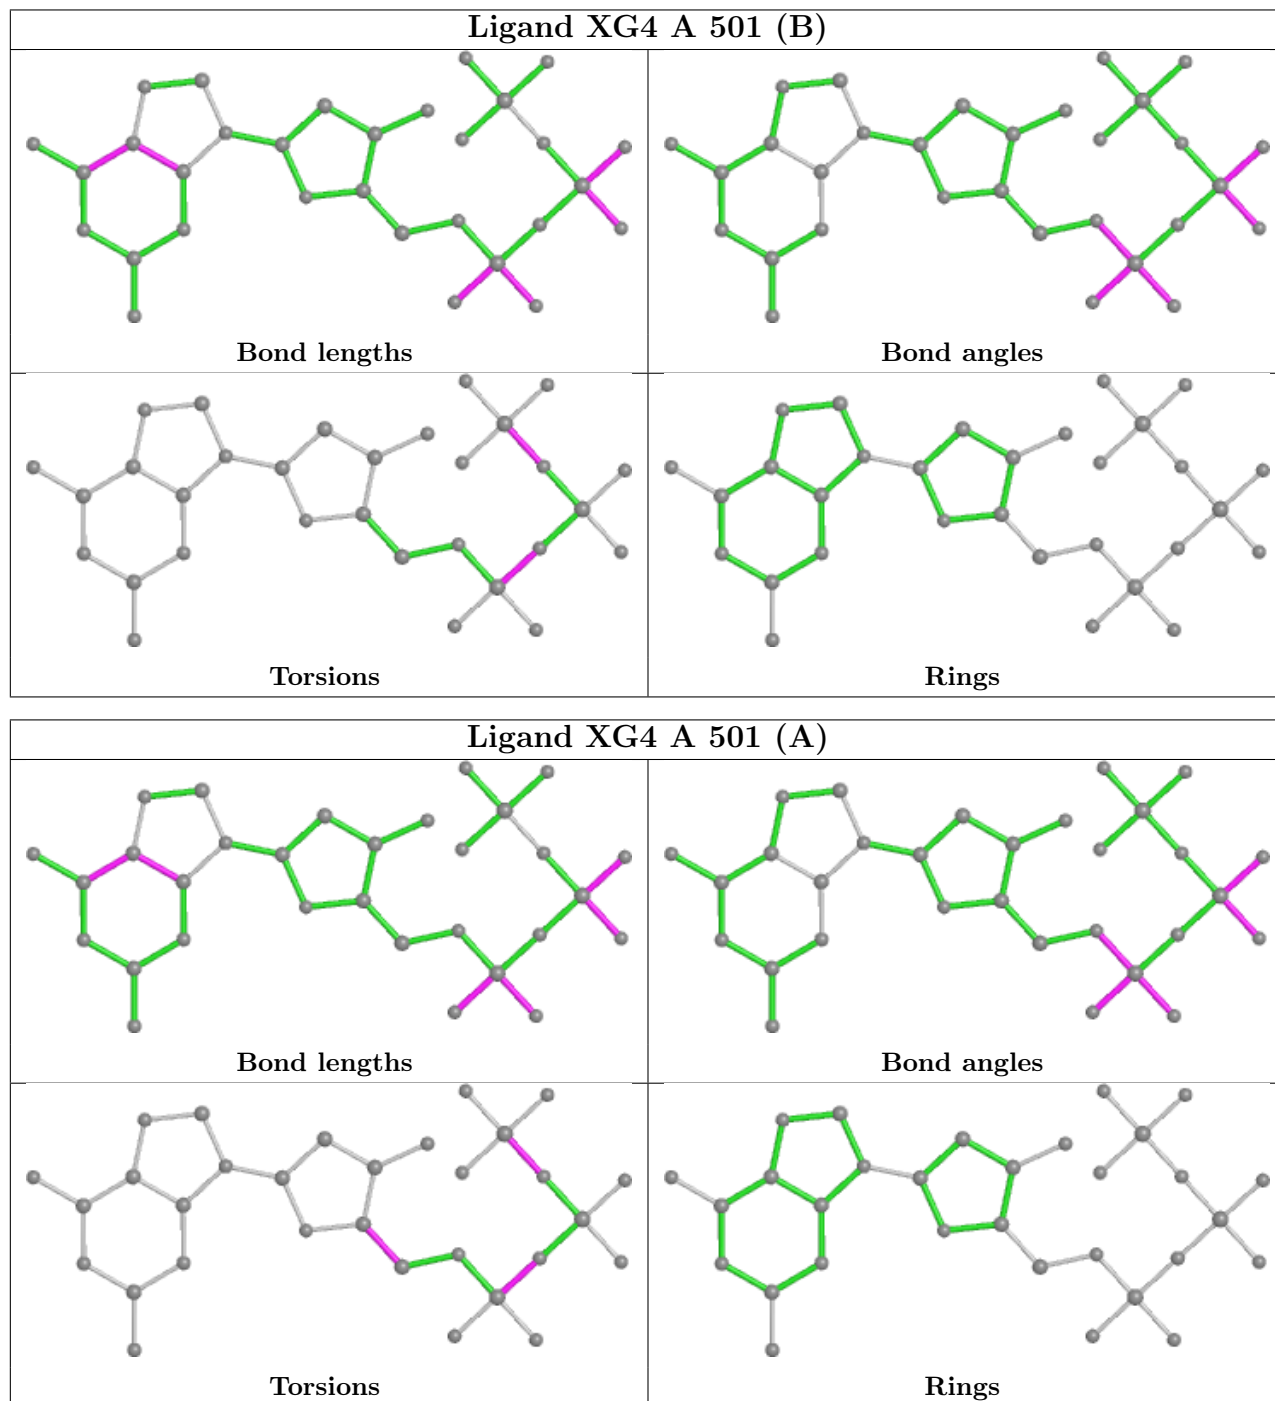 Ligand XG4 A 501 (B)
Bond lengths
Bond angles
Torsions
Rings
Ligand XG4 A 501 (A)
Bond lengths
Bond angles
Torsions
Rings